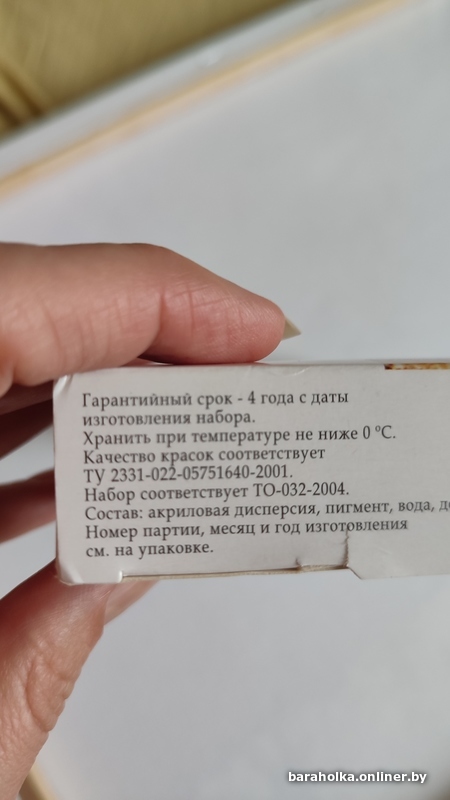 Гарантийный срок - 4 года с даты
изготовления набора.
Хранить при температуре не ниже 0 °С.
Качество красок соответствует
ТУ 2331-022-05751640-2001.
Набор соответствует ТО-032-2004.
Состав: акриловая дисперсия, пигмент, вода,
Номер партии, месяц и год изготовления
см. на упаковке.
baraholka.onliner.by